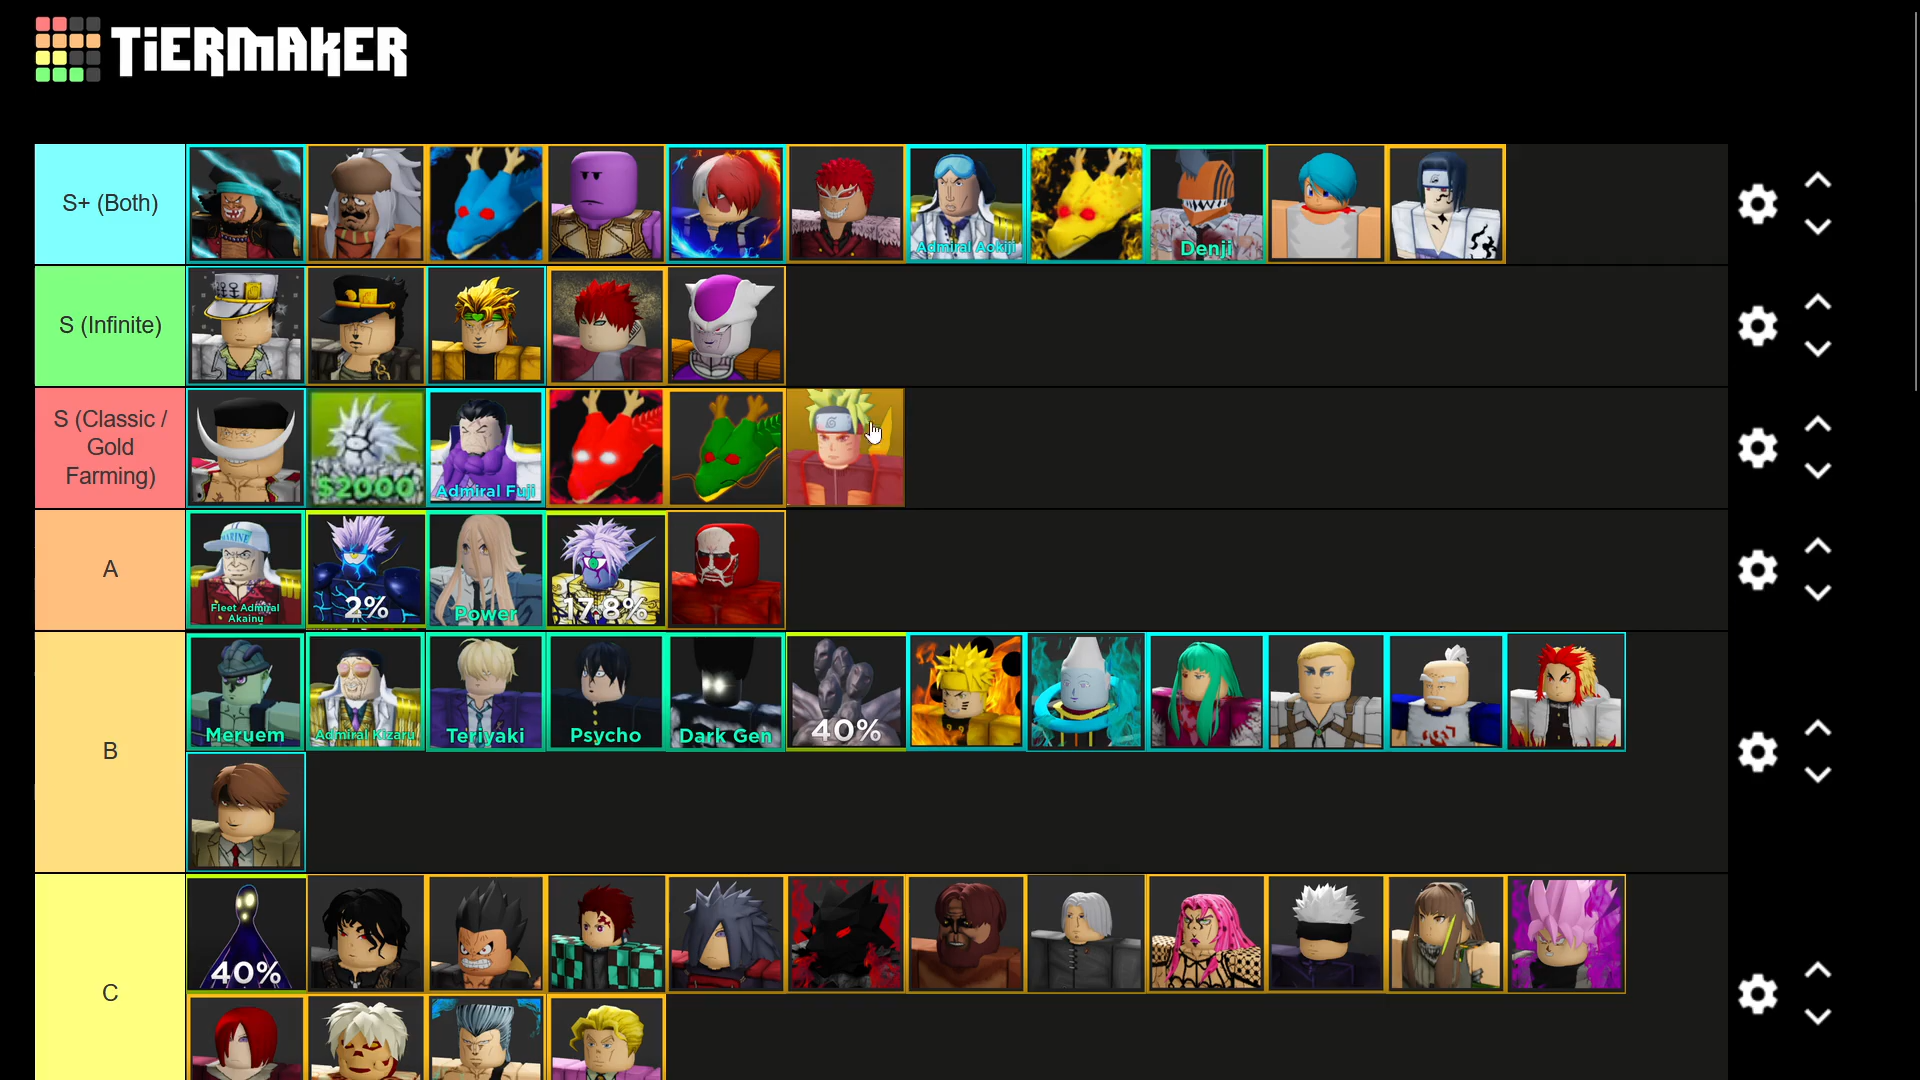 TiERMAKER
S+ (Both)
Admiral Aokiji
Denji
S (Infinite)
S (Classic /
Gold
Farming)
$2000
Admiral Fuji
A
MARINE
Fleet Admiral
Akainu
2%
Power
17.8%
B
Meruem
Admiral Kizaru
Teriyaki
Psycho
Dark Gen
40%
C
40%